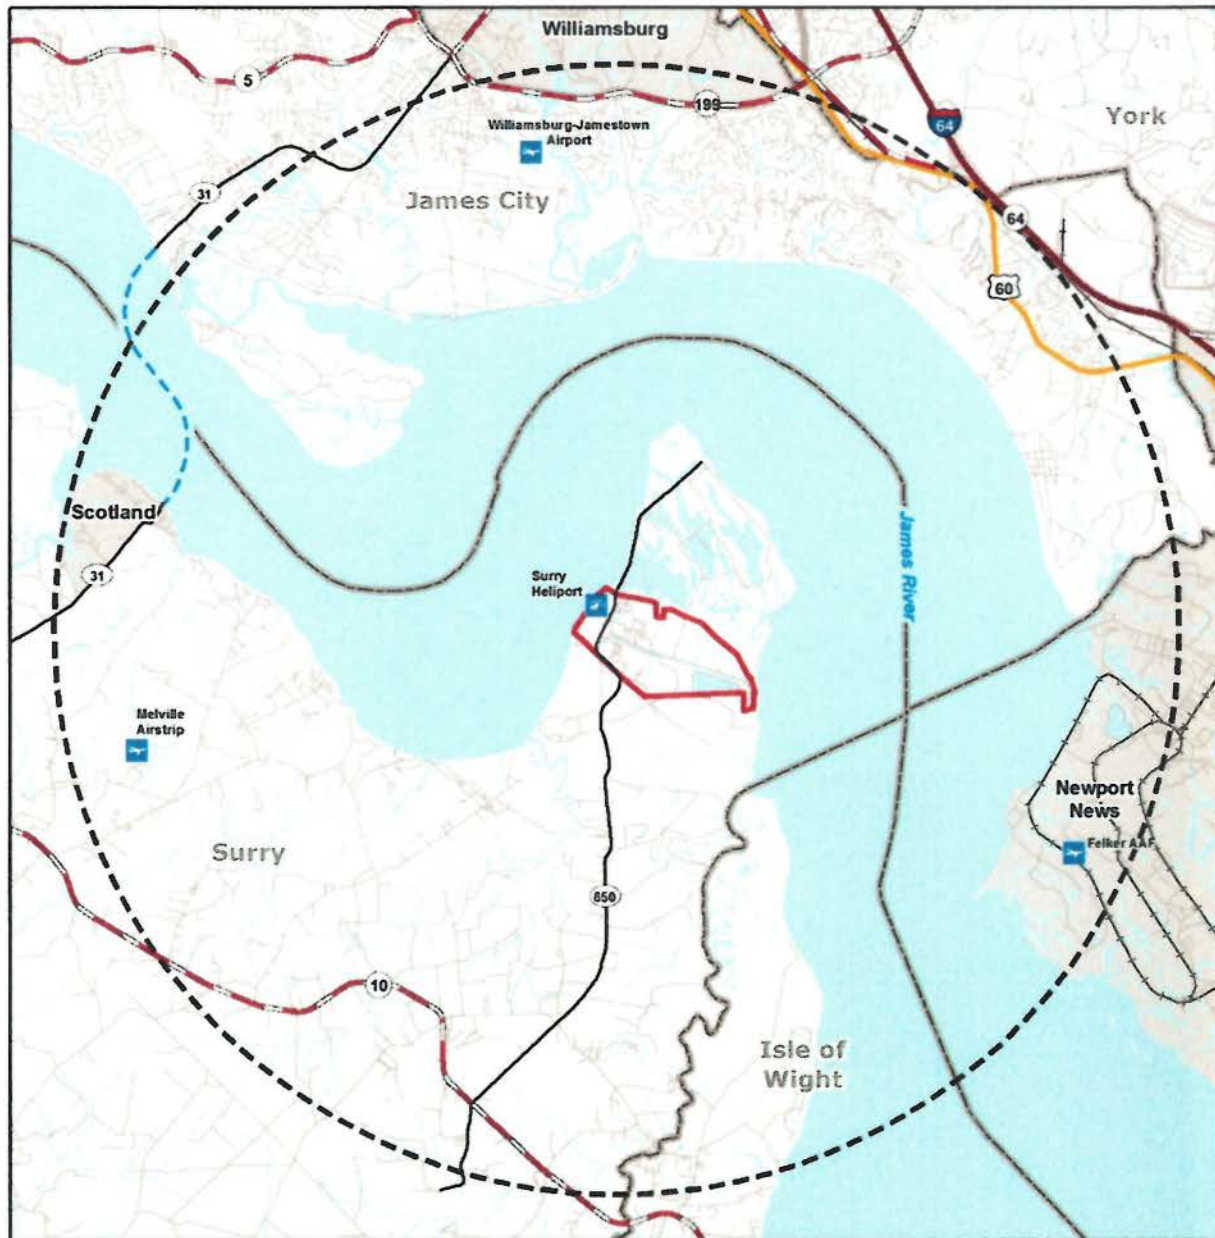 Williamsburg
5
199
64
York
Williamsburg-Jamestown
Airport
31
James City
64
60
Scotland
James River
31
Surry
Heliport
Melville
Airstrip
Newport
News
Felker AAF
Surry
650
10
Isle of
Wight